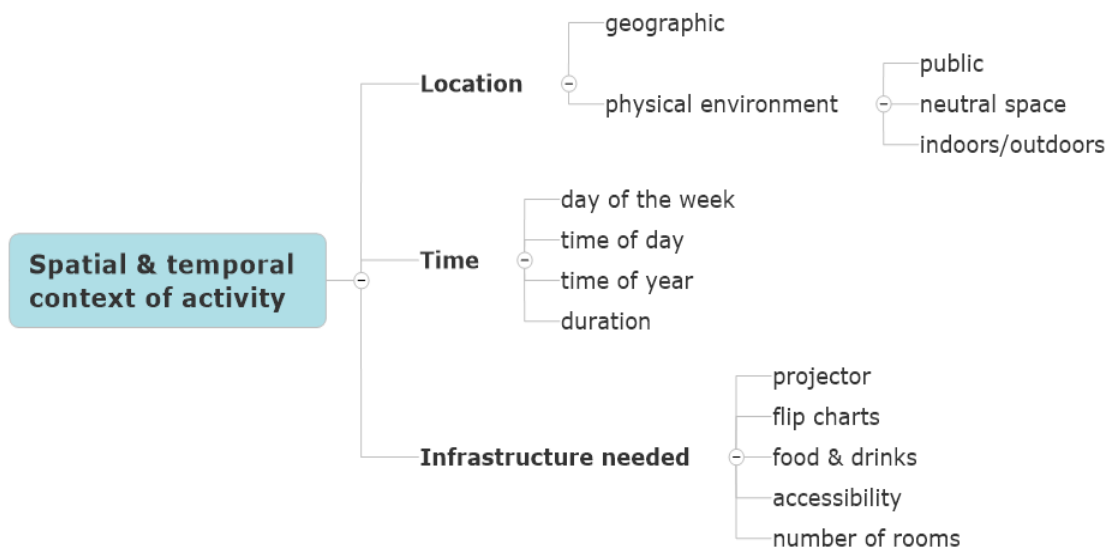 geographic
public
Location
physical environment
neutral space
indoors/outdoors
day of the week
time of day
Spatial & temporal
context of activity
Time
time of year
duration
projector
flip charts
Infrastructure needed
food & drinks
accessibility
number of rooms